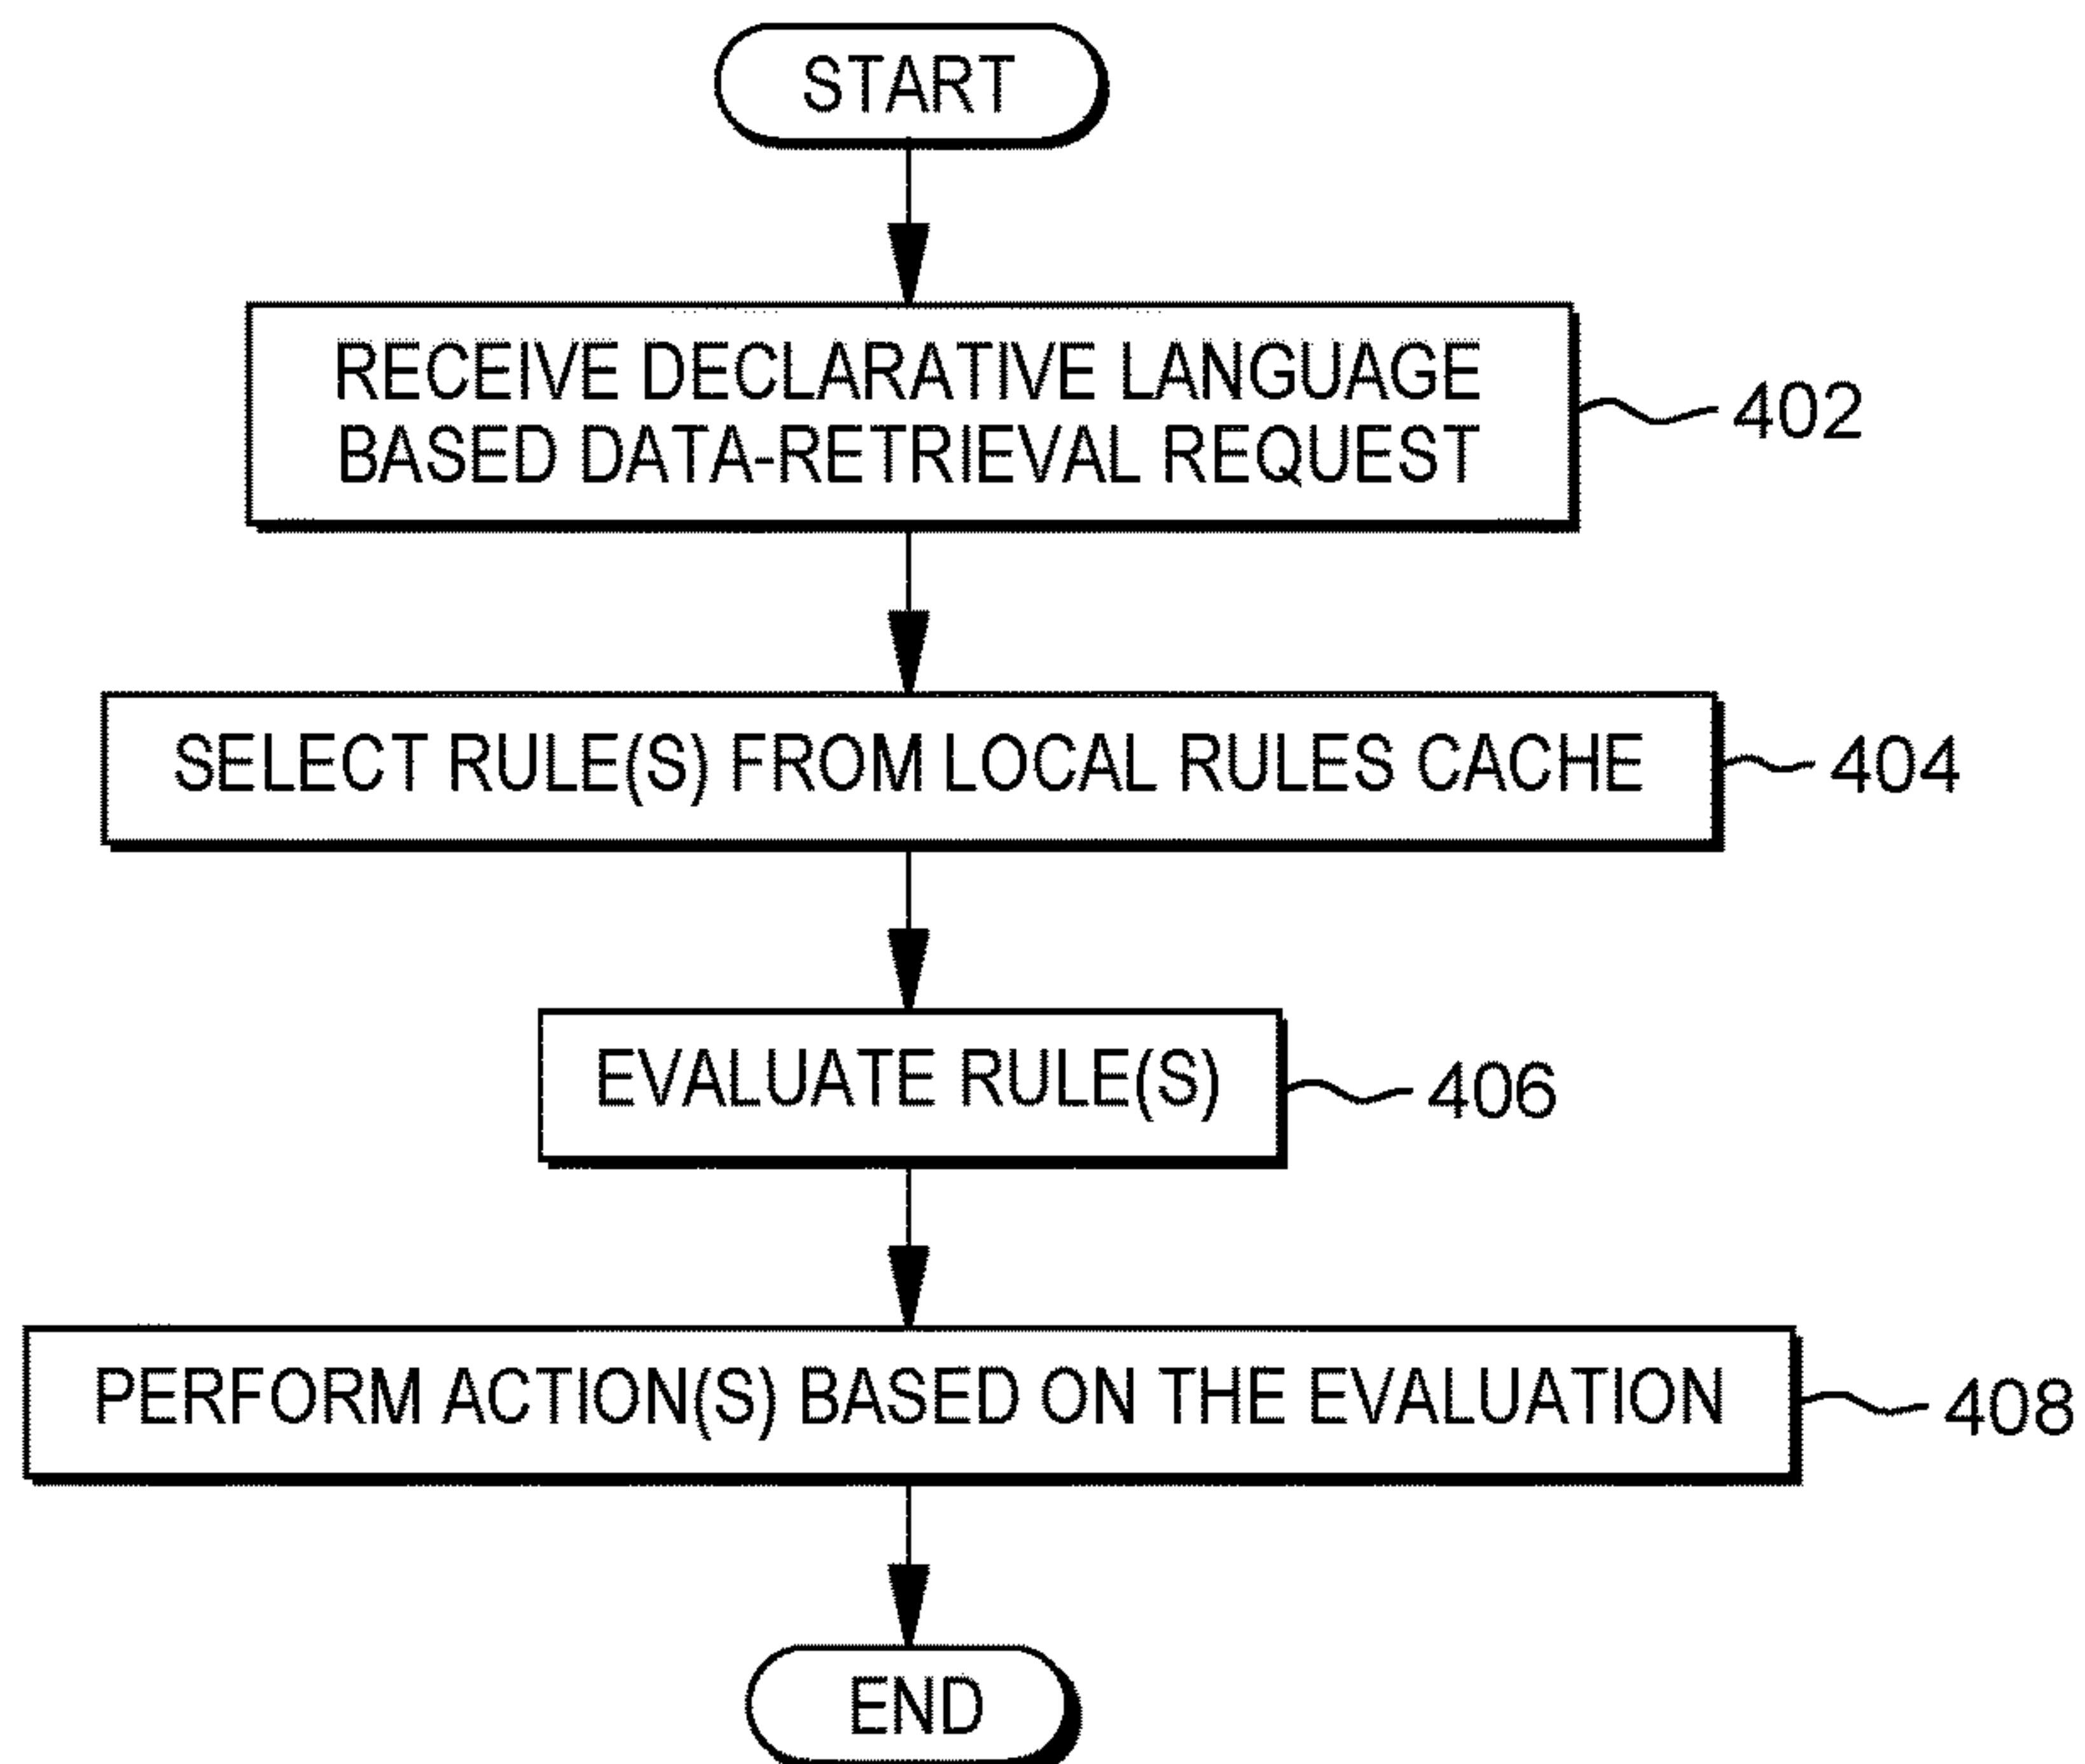 START
RECEIVE DECLARATIVE LANGUAGE
BASED DATA-RETRIEVAL REQUEST
402
SELECT RULE(S) FROM LOCAL RULES CACHE
404
EVALUATE RULE(S)
406
PERFORM ACTION(S) BASED ON THE EVALUATION
408
END